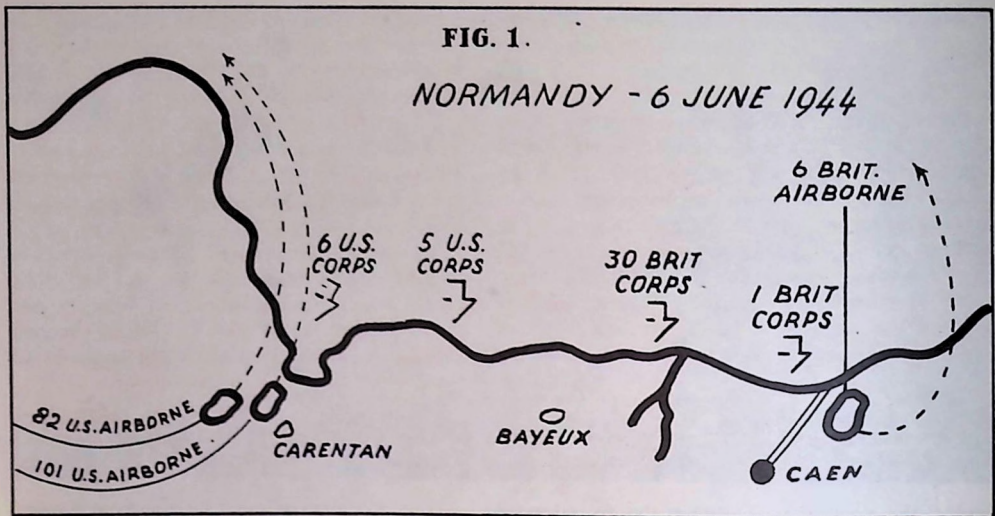 FIG. 1.
NORMANDY - 6 JUNE 1944
6 BRIT.
AIRBORNE
6 U.S.
CORPS
5 U.S.
CORPS
30 BRIT
CORPS
1 BRIT
CORPS
82 U.S. AIRBORNE
101 U.S. AIRBORNE
CARENTAN
BAYEUX
CAEN